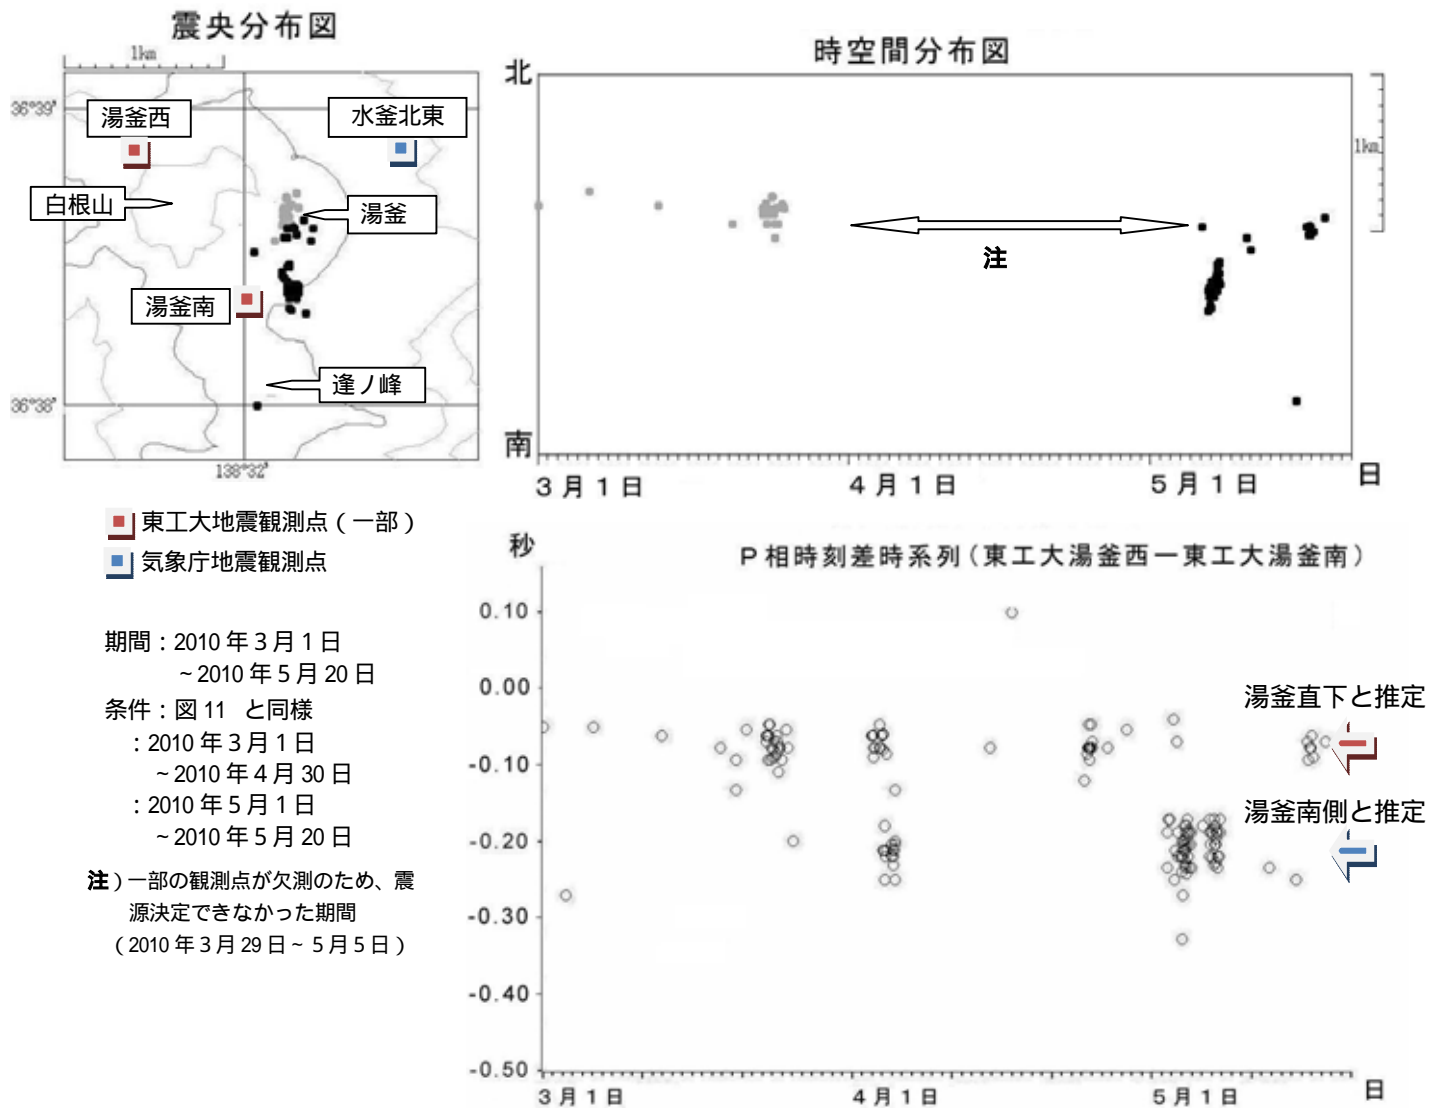 震央分布図
1km
36°39'
湯釜西
水釜北東
白根山
湯釜
湯釜南
逢ノ峰
36°38'
138°32'
時空間分布図
北
1km
注
南
3月1日
4月1日
5月1日
日
東工大地震観測点（一部）
気象庁地震観測点
期間：2010年3月1日
～2010年5月20日
条件：図11 と同様
：2010年3月1日
～2010年4月30日
：2010年5月1日
～2010年5月20日
注）一部の観測点が欠測のため、震
源決定できなかった期間
（2010年3月29日～5月5日）
秒
P相時刻差時系列（東工大湯釜西ー東工大湯釜南）
0.10
0.00
-0.10
-0.20
-0.30
-0.40
-0.50
湯釜直下と推定
湯釜南側と推定
3月1日
4月1日
5月1日
日